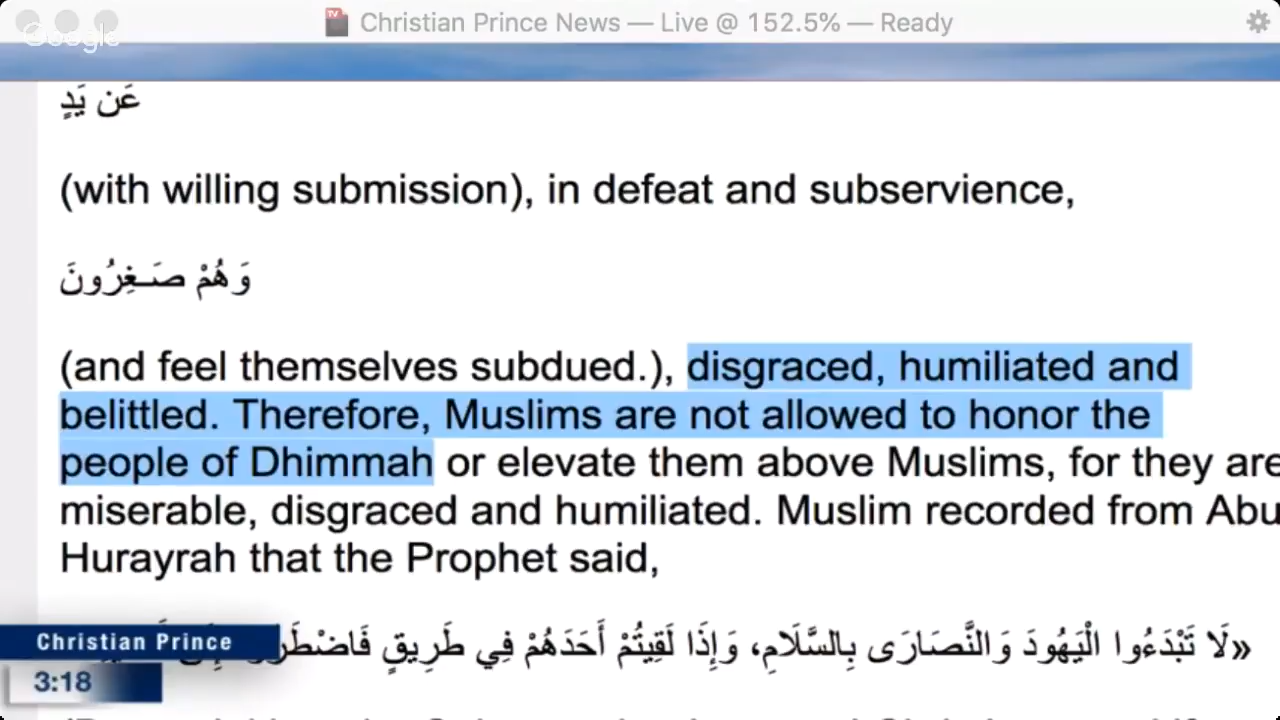 Christian Prince News — Live @ 152.5% — Ready
Google
عَن يَدٍ
(with willing submission), in defeat and subservience,
وَهُمْ صَـغِرُونَ
(and feel themselves subdued.), disgraced, humiliated and
belittled. Therefore, Muslims are not allowed to honor the
people of Dhimmah or elevate them above Muslims, for they are
miserable, disgraced and humiliated. Muslim recorded from Abu
Hurayrah that the Prophet said,
«لَا تَبْدَءُوا الْيَهُودَ وَالنَّصَارَى بِالسَّلَامِ، وَإِذَا لَقِيتُمْ أَحَدَهُمْ فِي طَرِيقٍ
Christian Prince
3:18